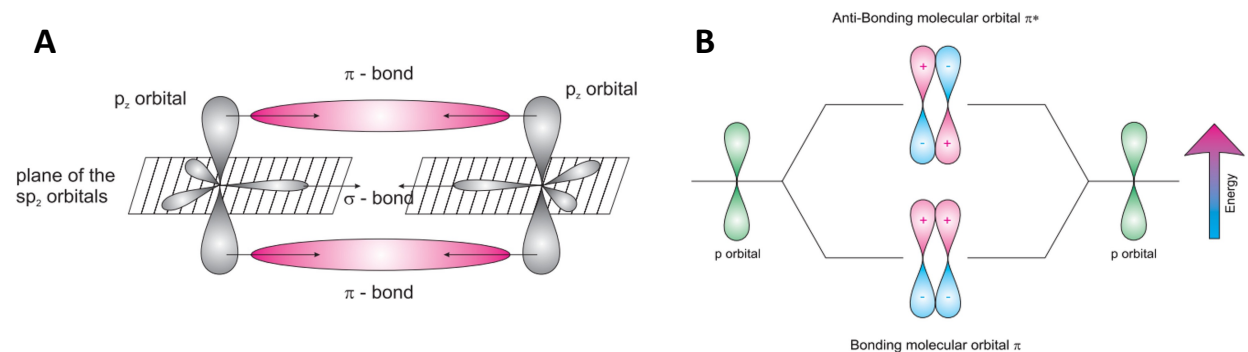 A
π - bond
p_z orbital
p_z orbital
plane of the
sp₂ orbitals
σ - bond
π - bond
B
Anti-Bonding molecular orbital π*
+ -
- +
p orbital
+ +
- -
p orbital
Energy
Bonding molecular orbital π